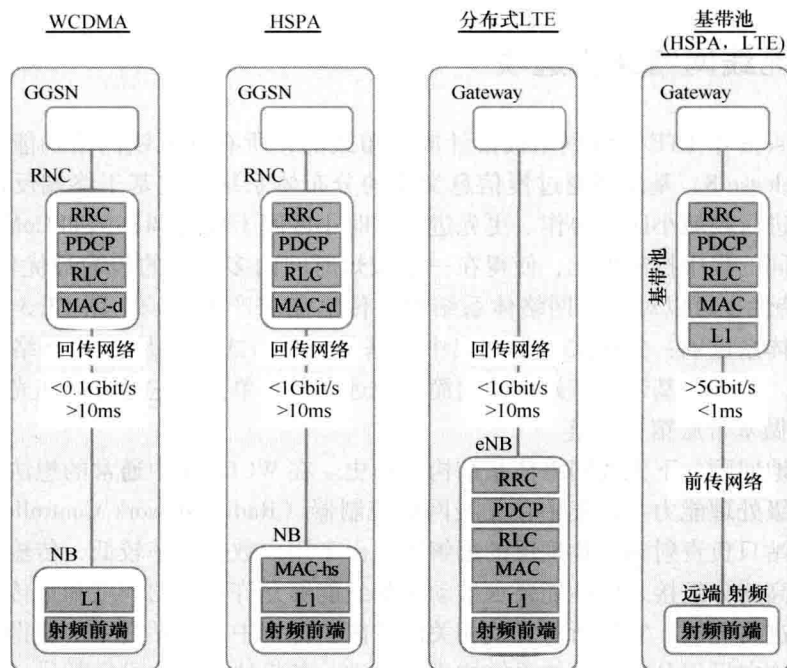 WCDMA
GGSN
RNC
RRC
PDCP
RLC
MAC-d
回传网络
<0.1Gbit/s
>10ms
NB
L1
射频前端
HSPA
GGSN
RNC
RRC
PDCP
RLC
MAC-d
回传网络
<1Gbit/s
>10ms
NB
MAC-hs
L1
射频前端
分布式LTE
Gateway
回传网络
<1Gbit/s
>10ms
eNB
RRC
PDCP
RLC
MAC
L1
射频前端
基带池
(HSPA，LTE)
Gateway
基带池
RRC
PDCP
RLC
MAC
L1
>5Gbit/s
<1ms
前传网络
远端 射频
射频前端